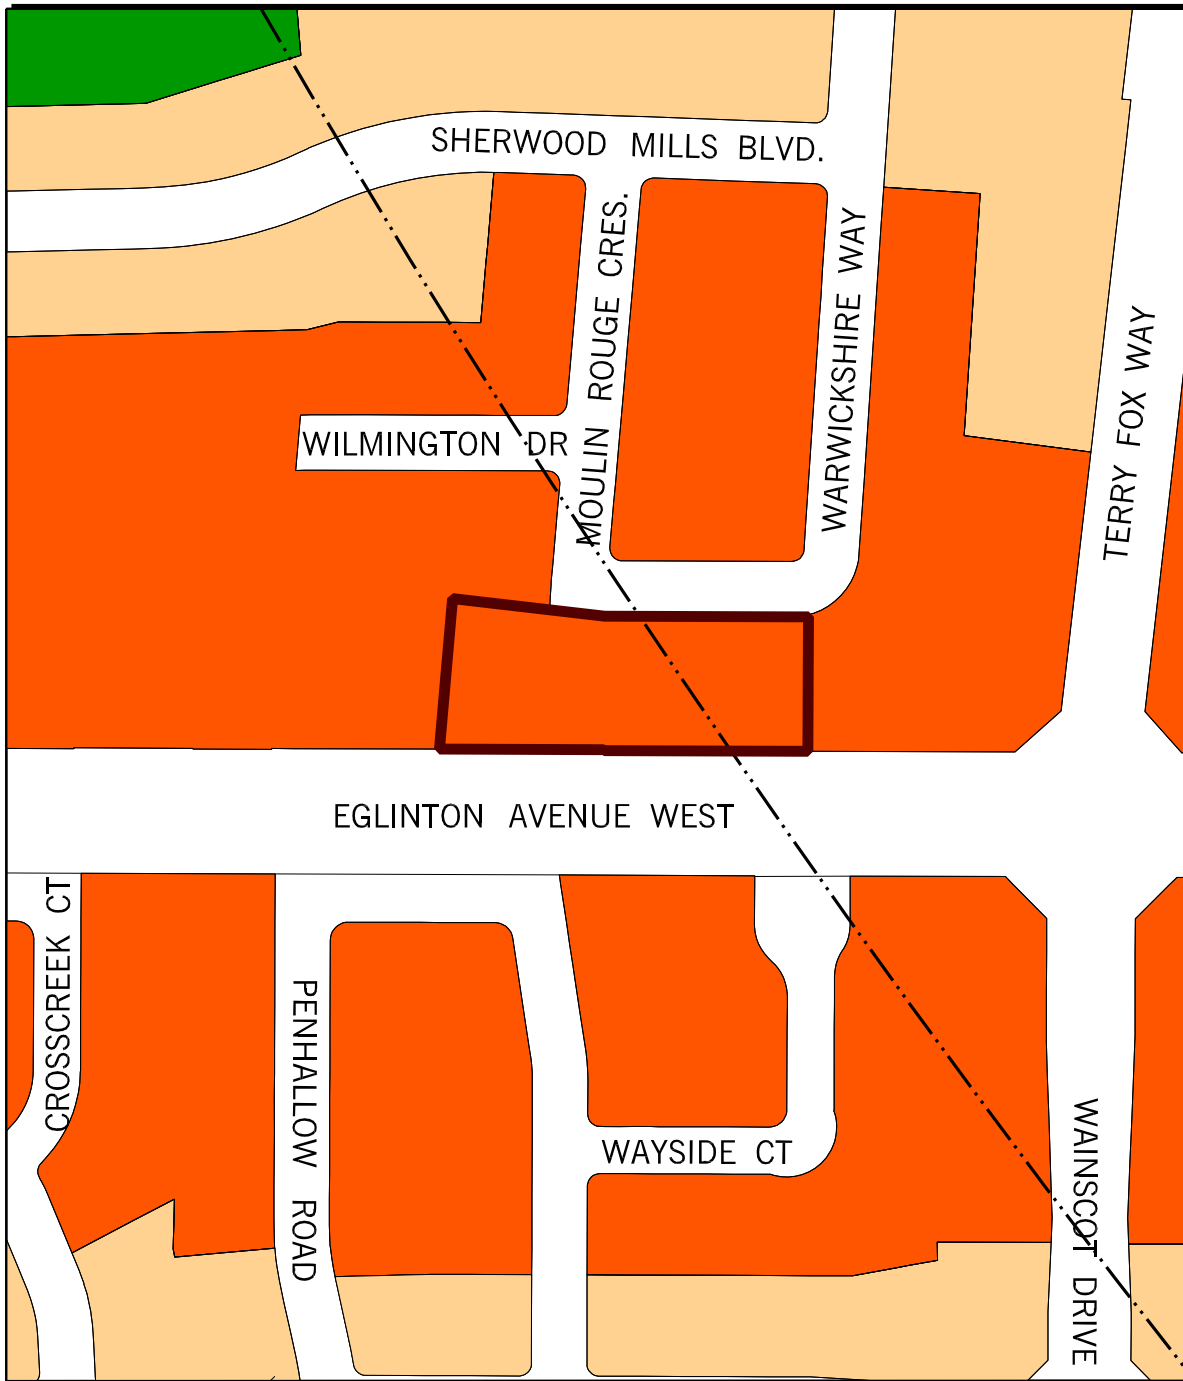 SHERWOOD MILLS BLVD.
MOULIN ROUGE CRES.
WARWICKSHIRE WAY
TERRY FOX WAY
WILMINGTON DR
EGLINTON AVENUE WEST
CROSSCREEK CT
PENHALLOW ROAD
WAYSIDE CT
WAINSCOT DRIVE